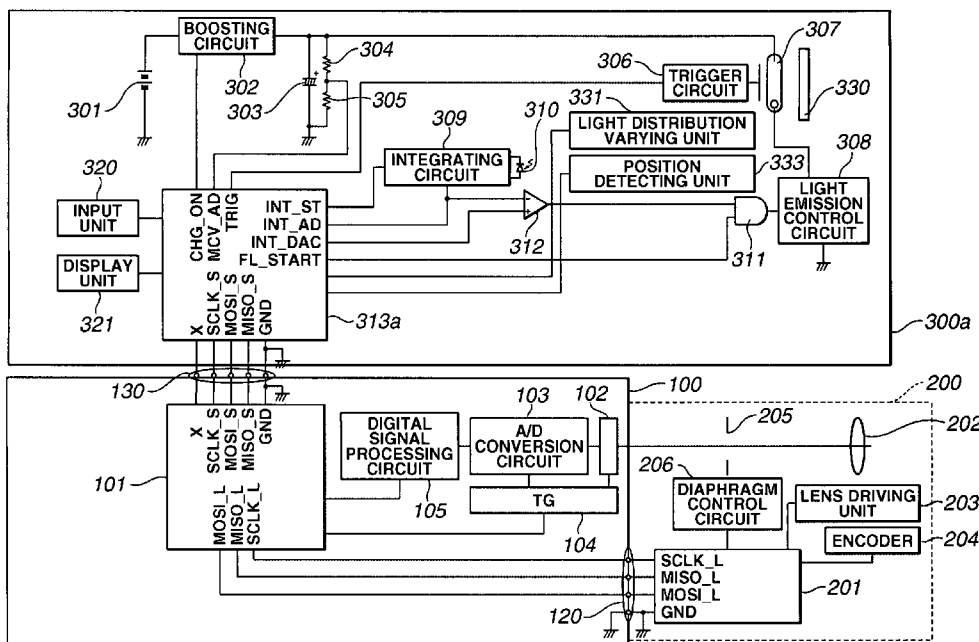 BOOSTING
CIRCUIT
301
302
303
304
305
306
TRIGGER
CIRCUIT
307
330
331
LIGHT DISTRIBUTION
VARYING UNIT
309
310
INTEGRATING
CIRCUIT
POSITION
DETECTING UNIT
333
308
LIGHT
EMISSION
CONTROL
CIRCUIT
320
INPUT
UNIT
DISPLAY
UNIT
321
CHG_ON
MCV_AD
TRIG
INT_ST
INT_AD
INT_DAC
FL_START
X
SCLK_S
MOSI_S
MISO_S
GND
313a
312
311
300a
130
100
200
X
SCLK_S
MOSI_S
MISO_S
GND
MOSI_L
MISO_L
SCLK_L
101
DIGITAL
SIGNAL
PROCESSING
CIRCUIT
105
103
A/D
CONVERSION
CIRCUIT
102
TG
104
205
202
206
DIAPHRAGM
CONTROL
CIRCUIT
LENS DRIVING
UNIT
203
ENCODER
204
SCLK_L
MISO_L
MOSI_L
GND
201
120